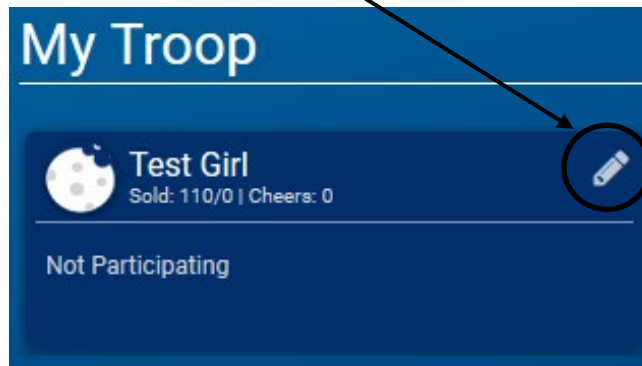 My Troop
Test Girl
Sold: 110/0 | Cheers: 0
Not Participating